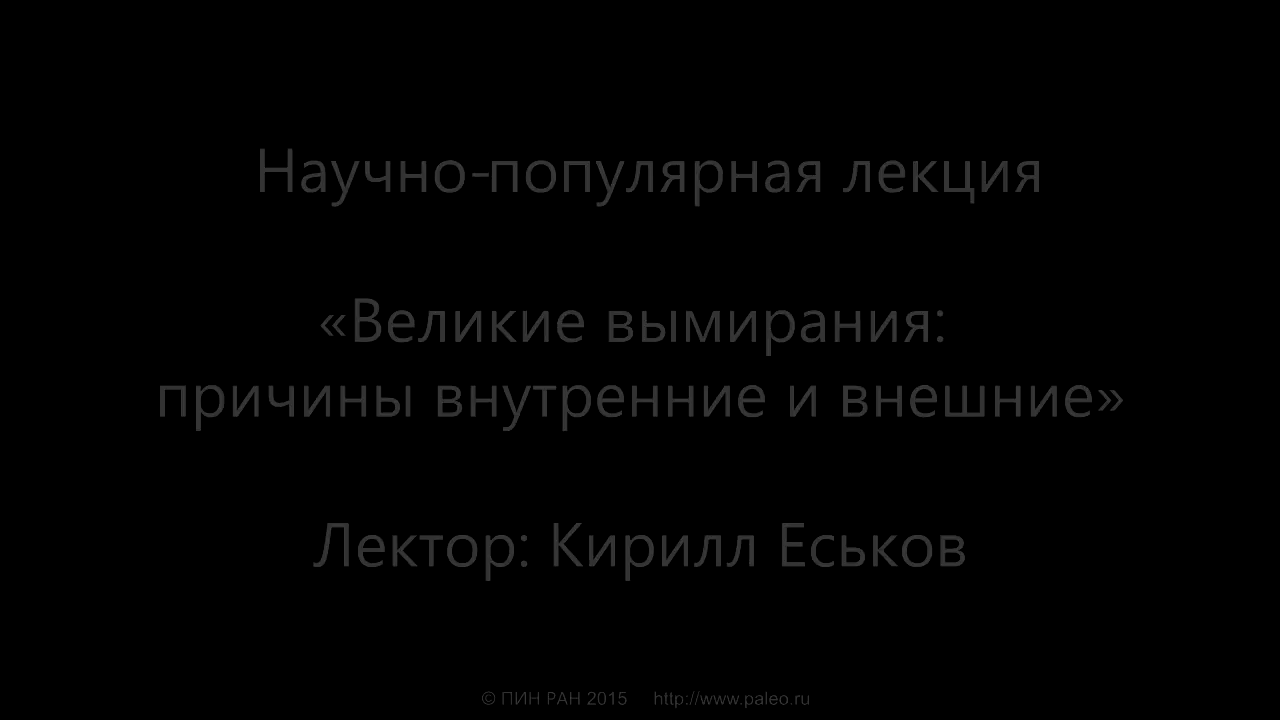 Научно-популярная лекция
«Великие вымирания:
причины внутренние и внешние»
Лектор: Кирилл Еськов
© ПИН РАН 2015 http://www.paleo.ru